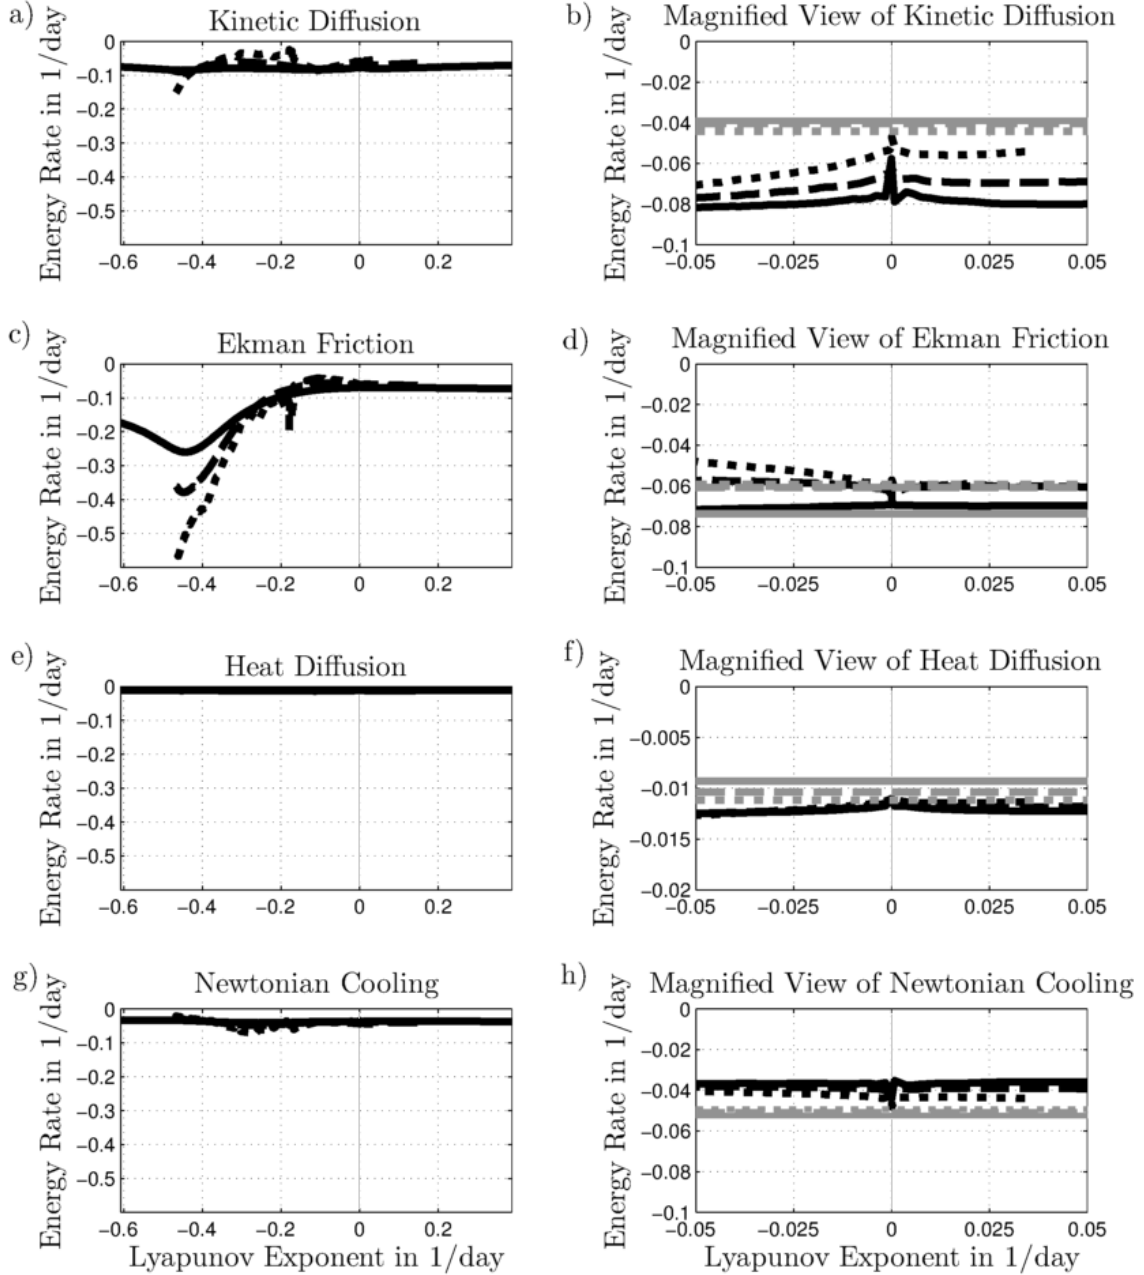 a) Kinetic Diffusion
Energy Rate in 1/day
0
−0.1
−0.2
−0.3
−0.4
−0.5
−0.6 −0.4 −0.2 0 0.2
b) Magnified View of Kinetic Diffusion
Energy Rate in 1/day
0
−0.02
−0.04
−0.06
−0.08
−0.1
−0.05 −0.025 0 0.025 0.05
c) Ekman Friction
Energy Rate in 1/day
0
−0.1
−0.2
−0.3
−0.4
−0.5
−0.6 −0.4 −0.2 0 0.2
d) Magnified View of Ekman Friction
Energy Rate in 1/day
0
−0.02
−0.04
−0.06
−0.08
−0.1
−0.05 −0.025 0 0.025 0.05
e) Heat Diffusion
Energy Rate in 1/day
0
−0.1
−0.2
−0.3
−0.4
−0.5
−0.6 −0.4 −0.2 0 0.2
f) Magnified View of Heat Diffusion
Energy Rate in 1/day
0
−0.005
−0.01
−0.015
−0.02
−0.05 −0.025 0 0.025 0.05
g) Newtonian Cooling
Energy Rate in 1/day
0
−0.1
−0.2
−0.3
−0.4
−0.5
−0.6 −0.4 −0.2 0 0.2
Lyapunov Exponent in 1/day
h) Magnified View of Newtonian Cooling
Energy Rate in 1/day
0
−0.02
−0.04
−0.06
−0.08
−0.1
−0.05 −0.025 0 0.025 0.05
Lyapunov Exponent in 1/day